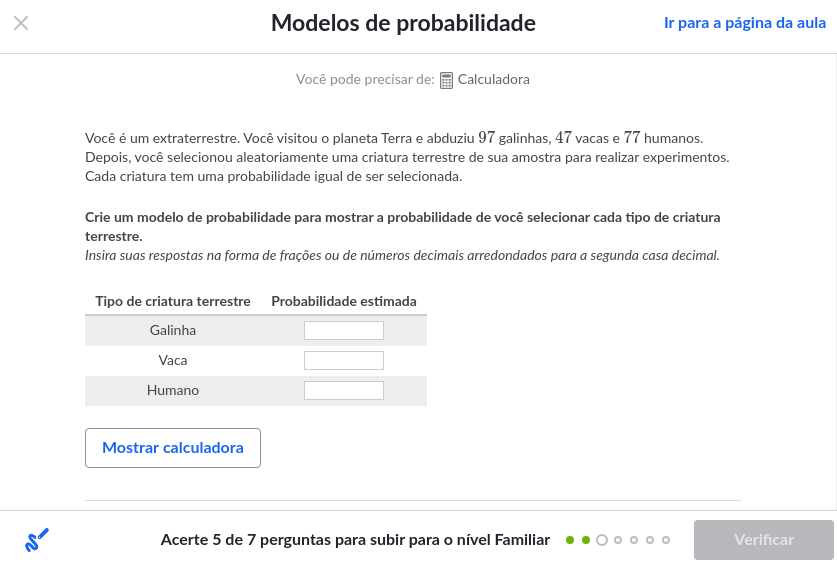 Modelos de probabilidade
Ir para a página da aula
Você pode precisar de: Calculadora
Você é um extraterrestre. Você visitou o planeta Terra e abduziu 97 galinhas, 47 vacas e 77 humanos.
Depois, você selecionou aleatoriamente uma criatura terrestre de sua amostra para realizar experimentos.
Cada criatura tem uma probabilidade igual de ser selecionada.
Crie um modelo de probabilidade para mostrar a probabilidade de você selecionar cada tipo de criatura
terrestre.
Insira suas respostas na forma de frações ou de números decimais arredondados para a segunda casa decimal.
Tipo de criatura terrestre Probabilidade estimada
Galinha
Vaca
Humano
Mostrar calculadora
Acerte 5 de 7 perguntas para subir para o nível Familiar
Verificar